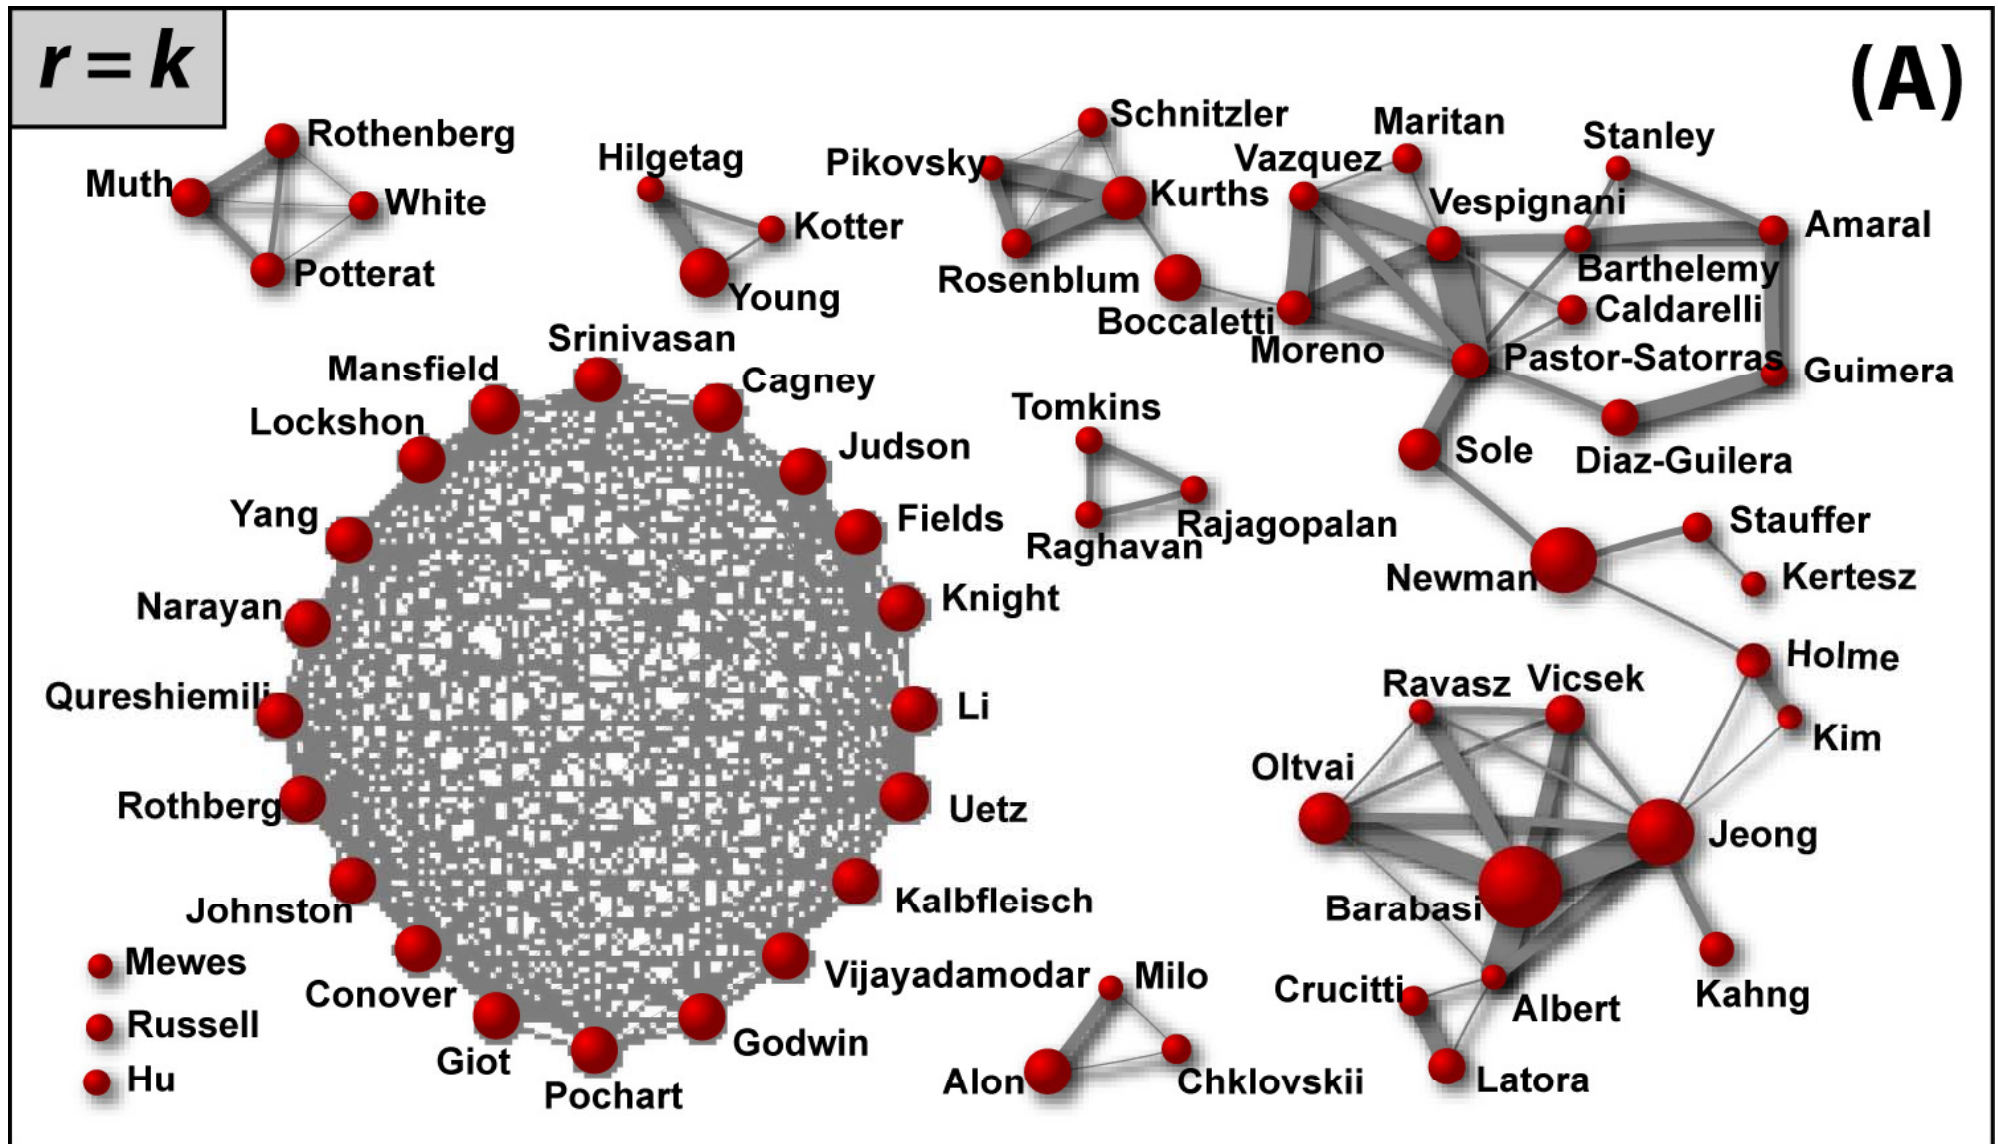 r = k
(A)
Schnitzler
Maritan
Stanley
Rothenberg
Hilgetag
Pikovsky
Vazquez
Muth
White
Kotter
Kurths
Vespignani
Amaral
Potterat
Young
Rosenblum
Barthelemy
Boccaletti
Caldarelli
Srinivasan
Moreno
Pastor-Satorras
Guimera
Mansfield
Cagney
Tomkins
Lockshon
Judson
Sole
Diaz-Guilera
Yang
Fields
Rajagopalan
Stauffer
Raghavan
Newman
Kertesz
Narayan
Knight
Holme
Qureshiemili
Li
Ravasz
Vicsek
Kim
Oltvai
Rothberg
Uetz
Jeong
Johnston
Kalbfleisch
Barabasi
Mewes
Conover
Vijayadamodar
Milo
Crucitti
Albert
Kahng
Russell
Giot
Godwin
Hu
Pochart
Alon
Chklovskii
Latora